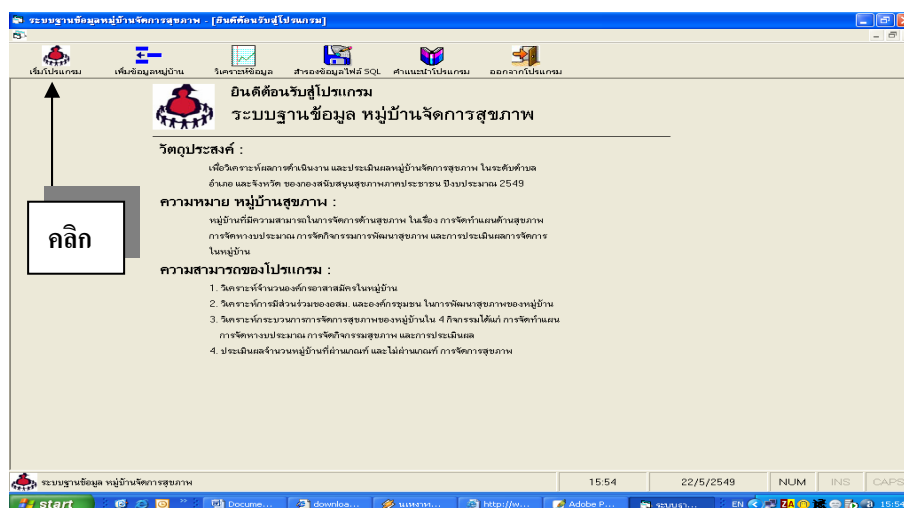 ระบบฐานข้อมูลหมู่บ้านจัดการสุขภาพ - [ยินดีต้อนรับสู่โปรแกรม]
เริ่มโปรแกรม เพิ่มข้อมูลหมู่บ้าน วิเคราะห์ข้อมูล สำรองข้อมูลไฟล์ SQL คำแนะนำโปรแกรม ออกจากโปรแกรม
ยินดีต้อนรับสู่โปรแกรม
ระบบฐานข้อมูล หมู่บ้านจัดการสุขภาพ
วัตถุประสงค์ :
เพื่อวิเคราะห์ผลการดำเนินงาน และประเมินผลหมู่บ้านจัดการสุขภาพ ในระดับตำบล
อำเภอ และจังหวัด ของกองสนับสนุนสุขภาพภาคประชาชน ปีงบประมาณ 2549
ความหมาย หมู่บ้านสุขภาพ :
หมู่บ้านที่มีความสามารถในการจัดการด้านสุขภาพ ในเรื่อง การจัดทำแผนด้านสุขภาพ
การจัดหางบประมาณ การจัดกิจกรรมการพัฒนาสุขภาพ และการประเมินผลการจัดการ
ในหมู่บ้าน
คลิก
ความสามารถของโปรแกรม :
1. วิเคราะห์จำนวนองค์กรอาสาสมัครในหมู่บ้าน
2. วิเคราะห์การมีส่วนร่วมของอสม. และองค์กรชุมชน ในการพัฒนาสุขภาพของหมู่บ้าน
3. วิเคราะห์กระบวนการการจัดการสุขภาพของหมู่บ้านใน 4 กิจกรรม ได้แก่ การจัดทำแผน
การจัดหางบประมาณ การจัดกิจกรรมสุขภาพ และการประเมินผล
4. ประเมินผลจำนวนหมู่บ้านที่ผ่านเกณฑ์ และไม่ผ่านเกณฑ์ การจัดการสุขภาพ
ระบบฐานข้อมูล หมู่บ้านจัดการสุขภาพ 15:54 22/5/2549 NUM INS CAPS
start Docume... downloa... http://w... Adobe P... ระบบฐา... EN 15:54